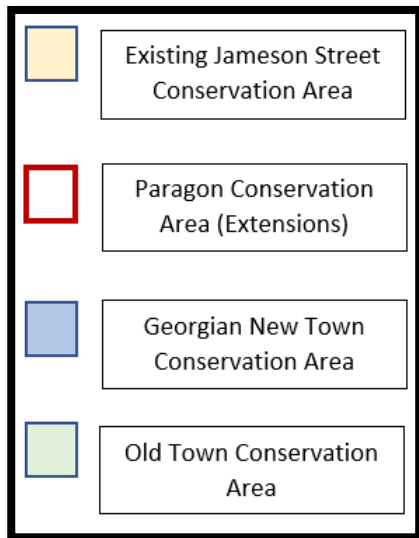 Existing Jameson Street
Conservation Area
Paragon Conservation
Area (Extensions)
Georgian New Town
Conservation Area
Old Town Conservation
Area